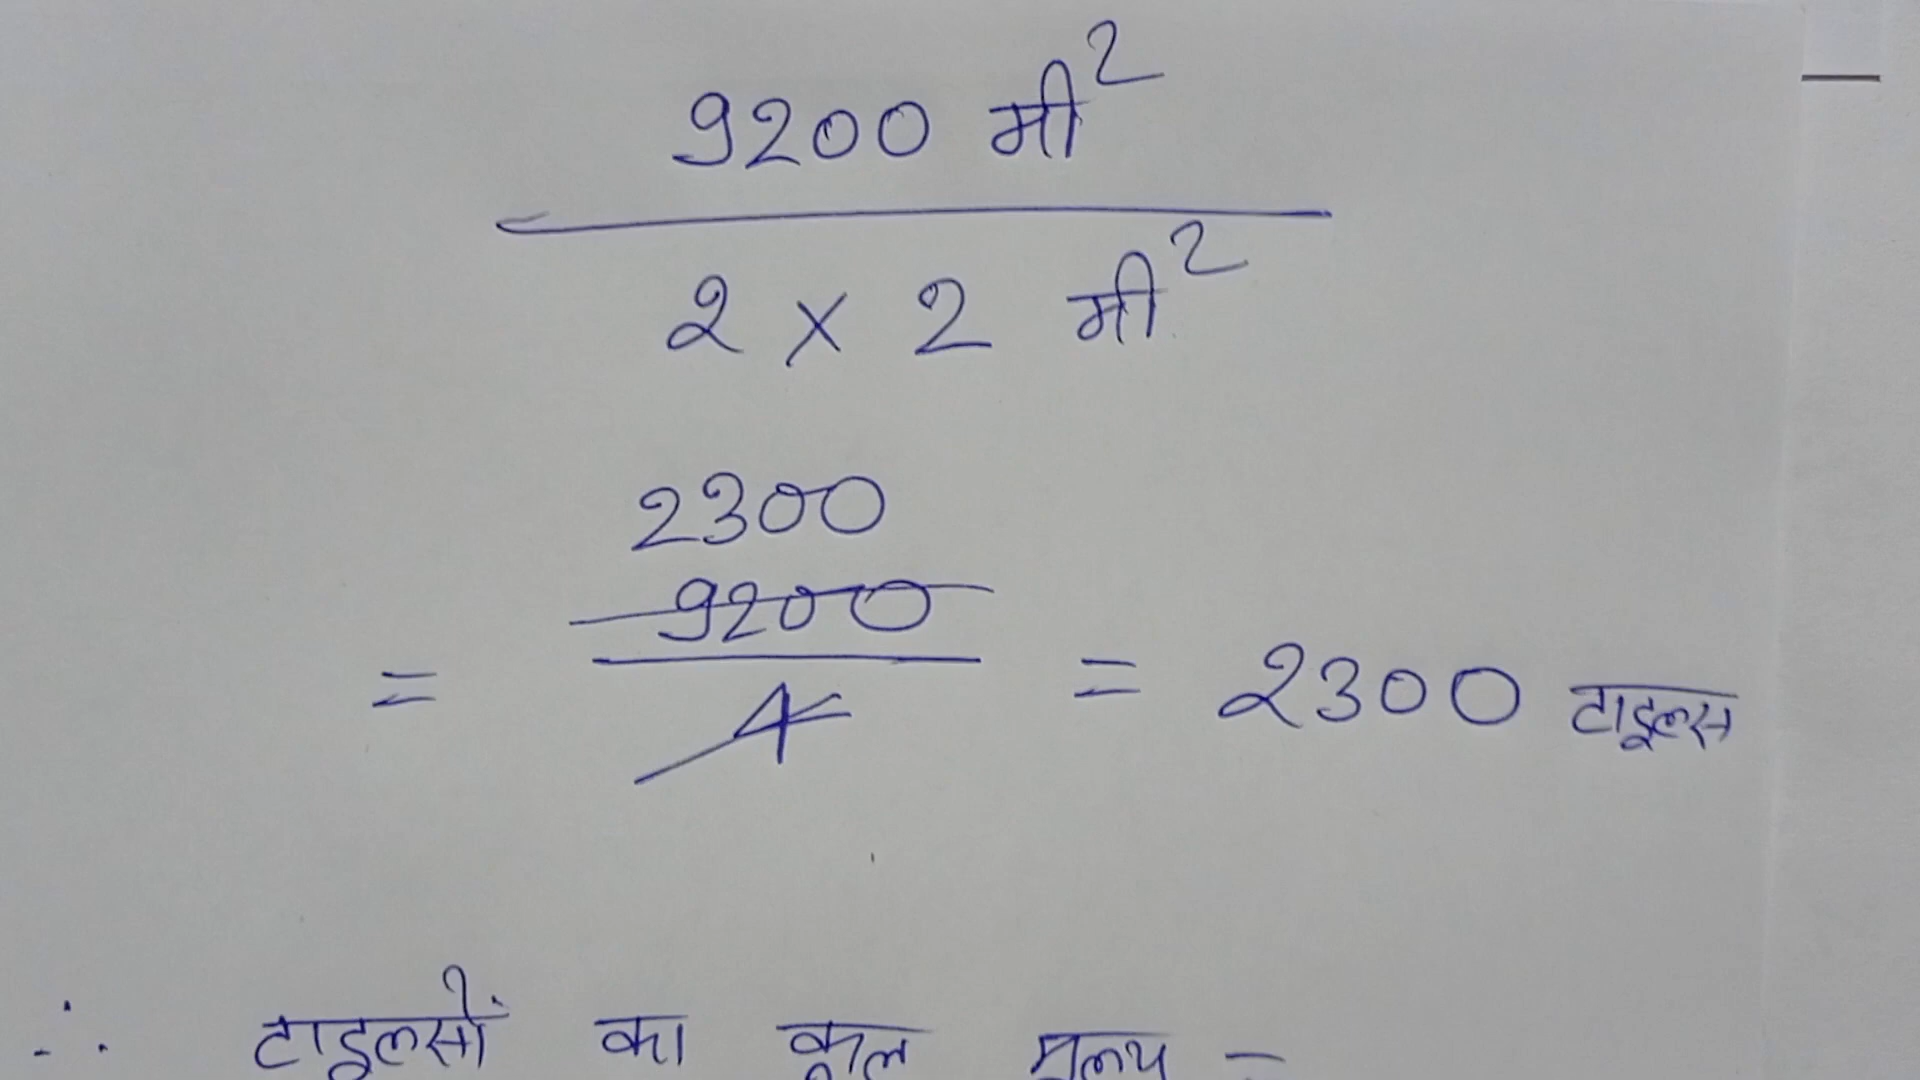 9200 मी²
2 × 2 मी²
2300
= 9200 / 4 = 2300 टाइल्स
∴ टाइलसों का कूल मूल्य =